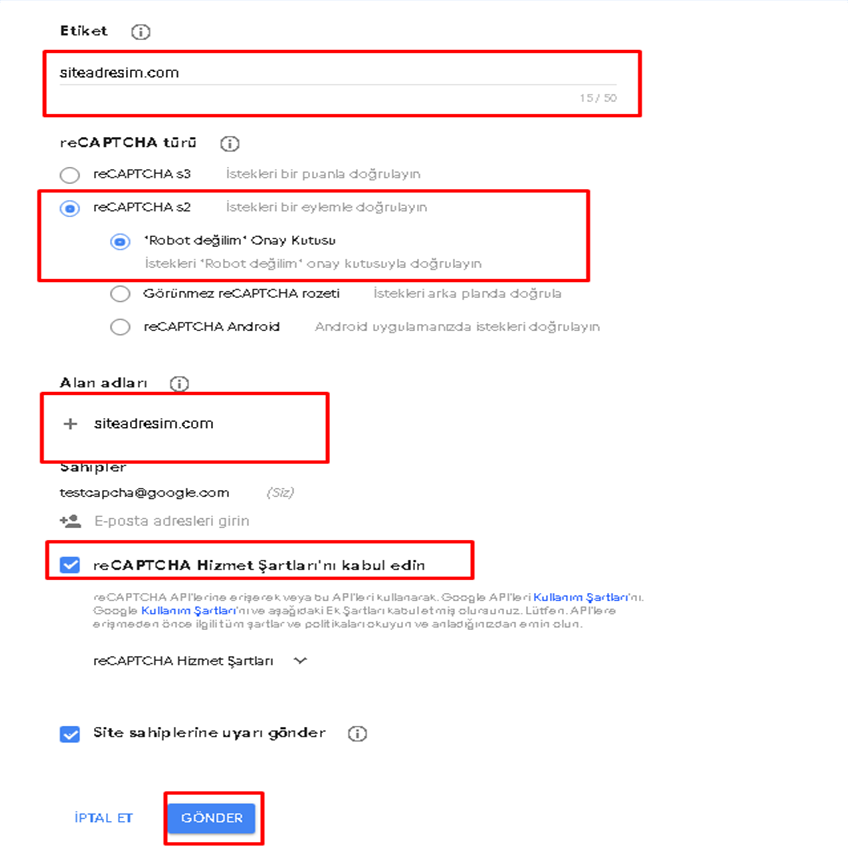 Etiket
siteadresim.com
15 / 50
reCAPTCHA türü
reCAPTCHA s3 İstekleri bir puanla doğrulayın
reCAPTCHA s2 İstekleri bir eylemle doğrulayın
"Robot değilim" Onay Kutusu
İstekleri "Robot değilim" onay kutusuyla doğrulayın
Görünmez reCAPTCHA rozeti İstekleri arka planda doğrula
reCAPTCHA Android Android uygulamanızda istekleri doğrulayın
Alan adları
+ siteadresim.com
Sahipler
testcapcha@google.com (Siz)
E-posta adresleri girin
reCAPTCHA Hizmet Şartları'nı kabul edin
reCAPTCHA API'lerine erişerek veya bu API'leri kullanarak. Google API'leri Kullanım Şartları'nı.
Google Kullanım Şartları'nı ve aşağıdaki Ek Şartları kabul etmiş olursunuz. Lütfen. API'lere
erişmeden önce ilgili tüm şartlar ve politikaları okuyun ve anladığınızdan emin olun.
reCAPTCHA Hizmet Şartları
Site sahiplerine uyarı gönder
İPTAL ET GÖNDER